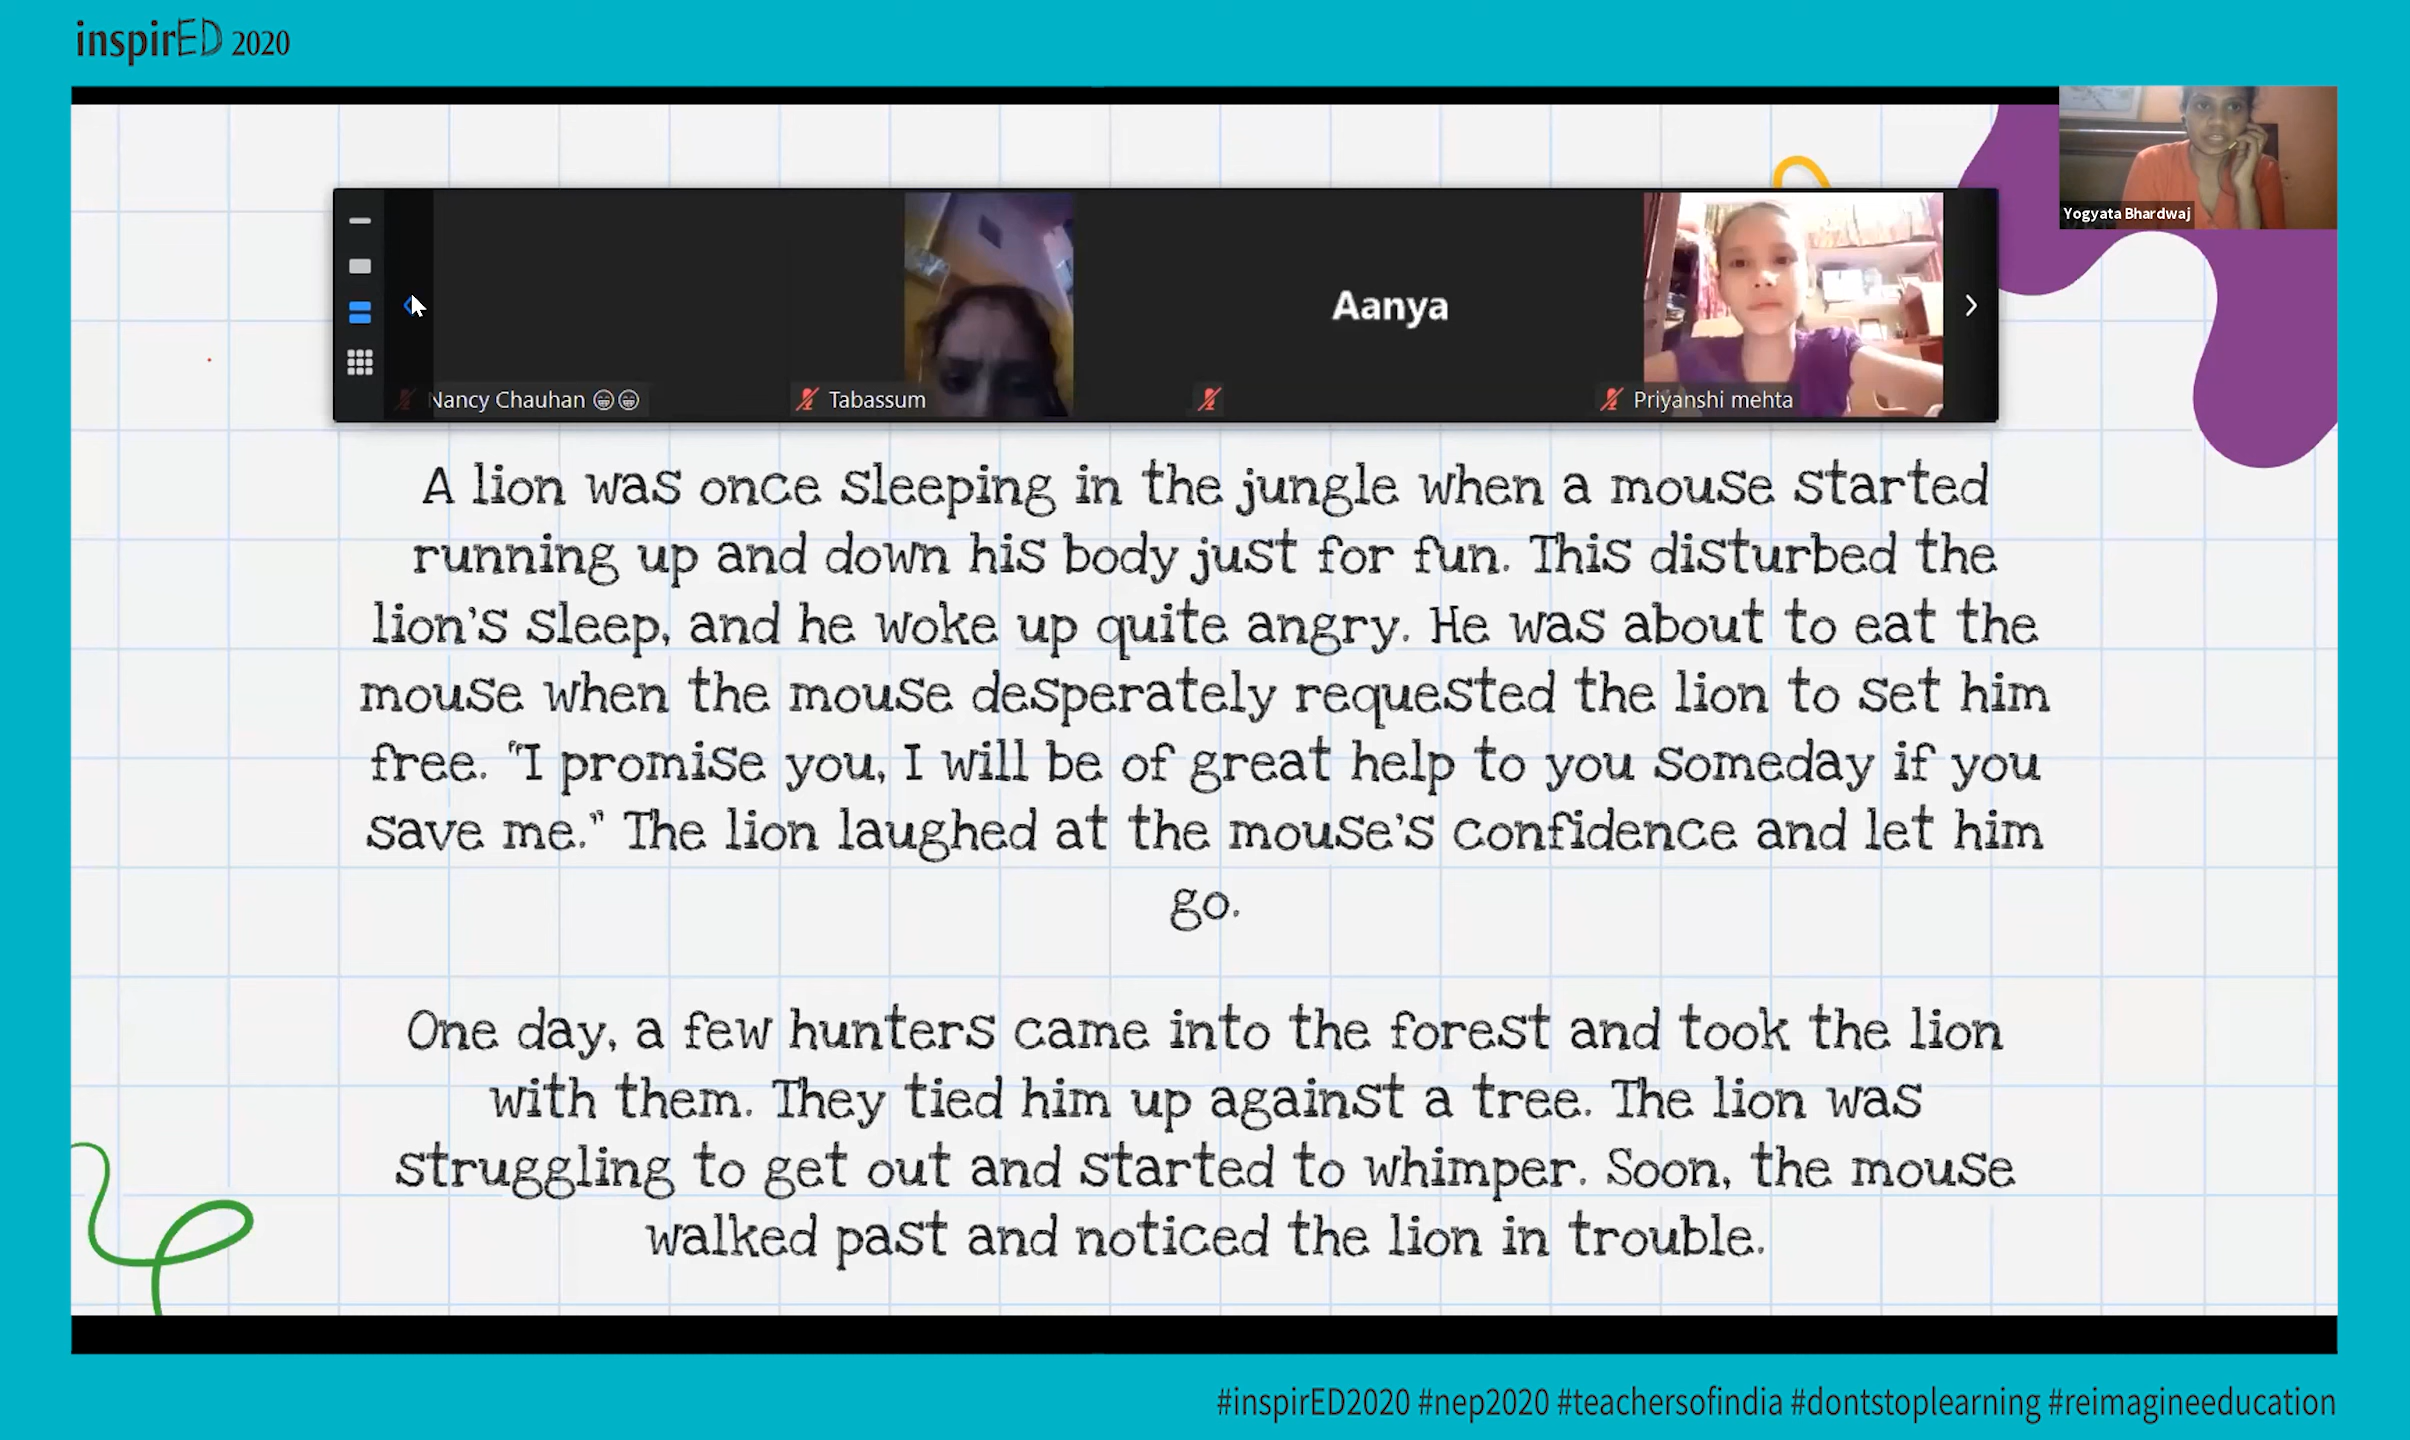 inspirED 2020
Yogyata Bhardwaj
Aanya
Nancy Chauhan 😁😁
Tabassum
Priyanshi mehta
A lion was once sleeping in the jungle when a mouse started
running up and down his body just for fun. This disturbed the
lion's sleep, and he woke up quite angry. He was about to eat the
mouse when the mouse desperately requested the lion to set him
free. "I promise you, I will be of great help to you someday if you
save me." The lion laughed at the mouse's confidence and let him
go.
One day, a few hunters came into the forest and took the lion
with them. They tied him up against a tree. The lion was
struggling to get out and started to whimper. Soon, the mouse
walked past and noticed the lion in trouble.
#inspirED2020 #nep2020 #teachersofindia #dontstoplearning #reimagineeducation